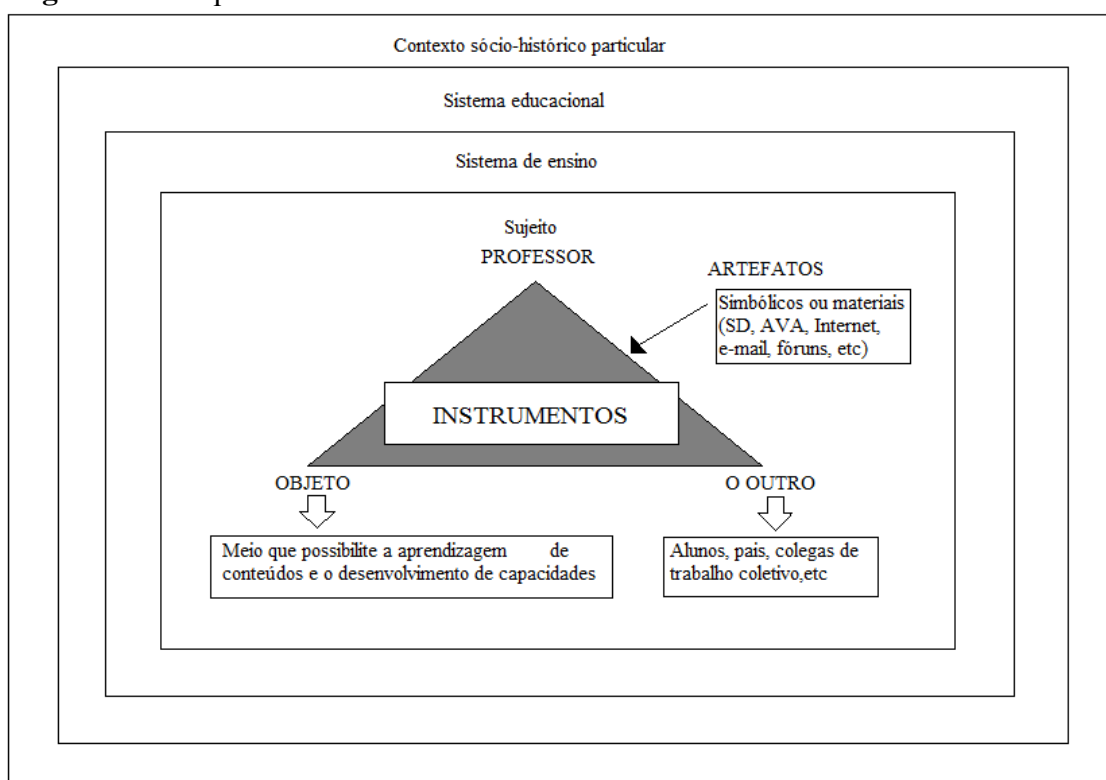 Contexto sócio-histórico particular
Sistema educacional
Sistema de ensino
Sujeito
PROFESSOR
ARTEFATOS
Simbólicos ou materiais
(SD, AVA, Internet,
e-mail, fóruns, etc)
INSTRUMENTOS
OBJETO
O OUTRO
Meio que possibilite a aprendizagem de
conteúdos e o desenvolvimento de capacidades
Alunos, pais, colegas de
trabalho coletivo,etc